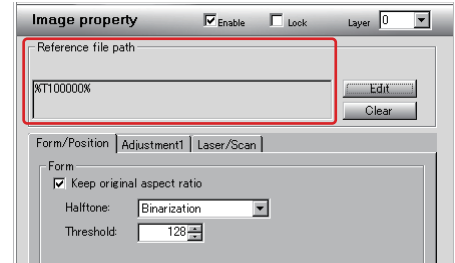 Image property Enable Lock Layer 0
Reference file path
%T100000%
Edit
Clear
Form/Position Adjustment1 Laser/Scan
Form
Keep original aspect ratio
Halftone: Binarization
Threshold: 128